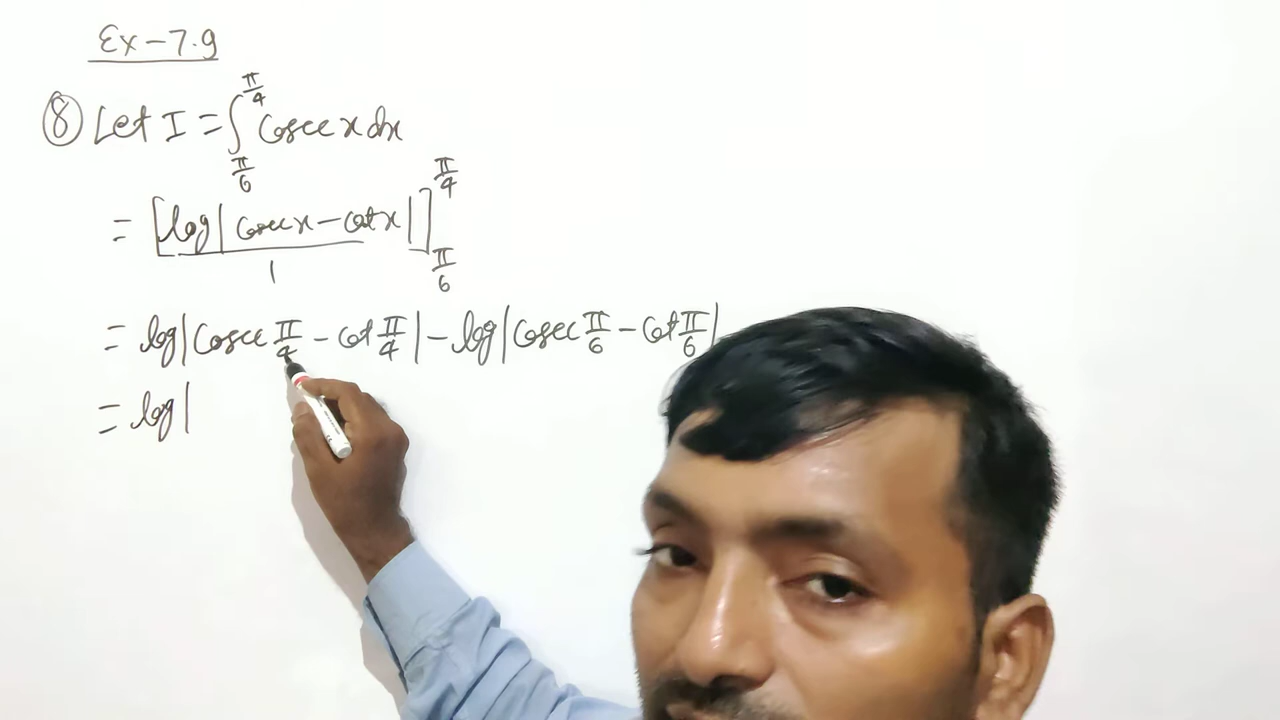 Ex-7.9
⑧ Let I = ∫_{π/6}^{π/4} Cosec x dx
= [log|Cosec x - Cot x| / 1]_{π/6}^{π/4}
= log|Cosec π/4 - Cot π/4| - log|Cosec π/6 - Cot π/6|
= log|